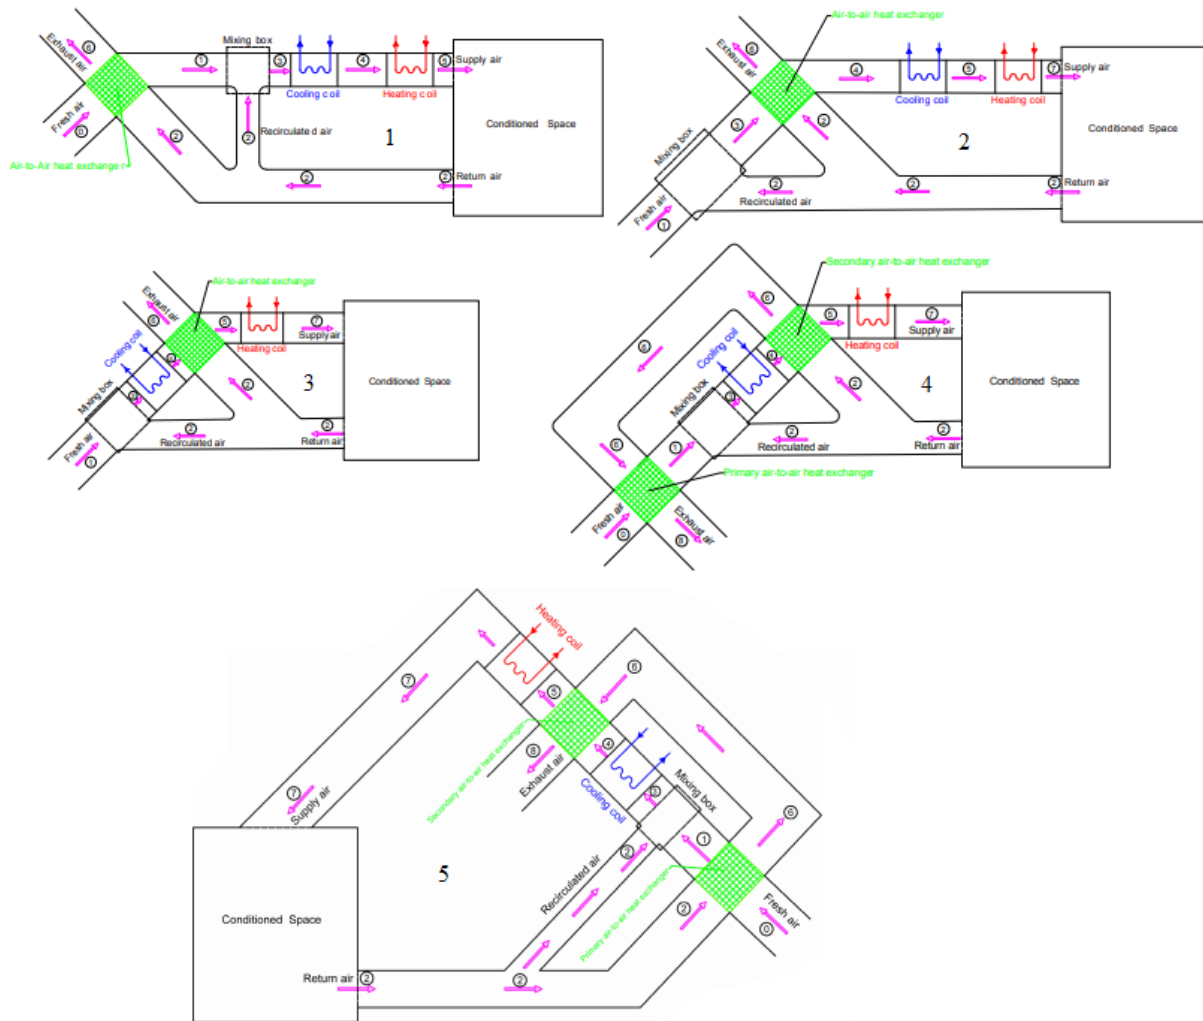 Air-to-air heat exchanger
Mixing box
6
Exhaust air
1
3
4
5
Supply air
Cooling coil
Heating coil
Fresh air
0
2
2
Recirculated air
1
Conditioned Space
Air-to-Air heat exchanger
2
2
Return air
6
Exhaust air
4
5
7
Supply air
Cooling coil
Heating coil
Conditioned Space
3
2
2
Mixing box
2
2
2
Return air
Recirculated air
Fresh air
1
Air-to-air heat exchanger
Exhaust air
6
5
7
Supply air
Heating coil
Cooling coil
4
3
2
3
Mixing box
Conditioned Space
2
2
Return air
Recirculated air
Fresh air
1
Secondary air-to-air heat exchanger
6
5
7
Supply air
Heating coil
Cooling coil
4
6
3
2
4
Mixing box
Conditioned Space
2
2
Return air
Recirculated air
6
1
Primary air-to-air heat exchanger
Fresh air
0
Exhaust air
8
Heating coil
6
7
5
4
8
Exhaust air
Secondary air-to-air heat exchanger
Mixing box
Cooling coil
3
7
Supply air
6
1
2
5
Recirculated air
Primary air-to-air heat exchanger
2
Fresh air
0
Conditioned Space
Return air
2
2